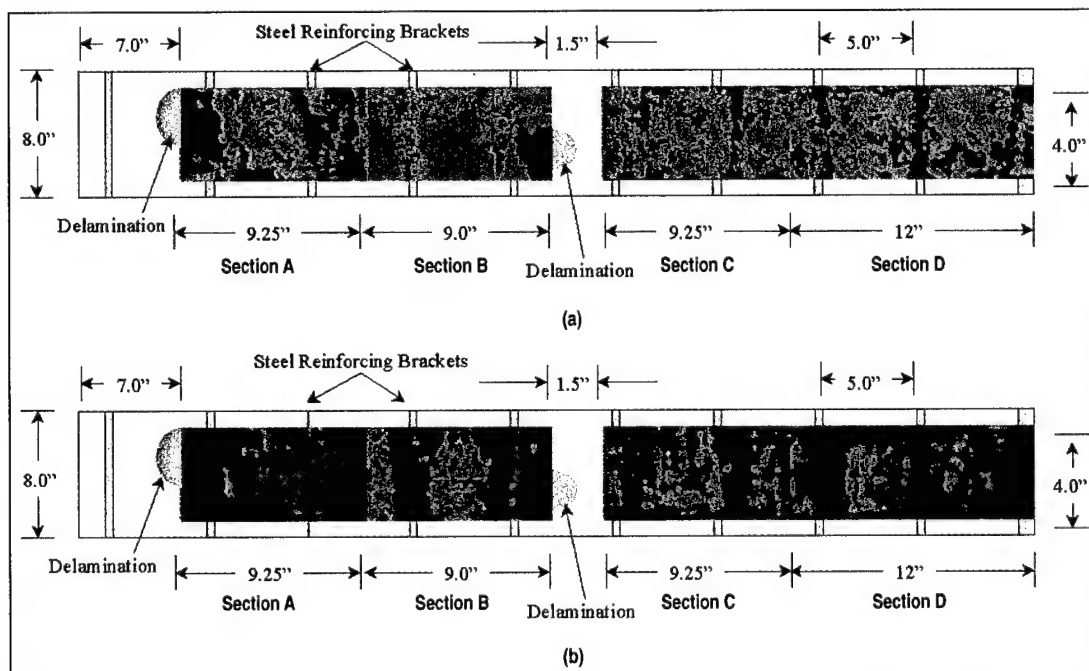 Steel Reinforcing Brackets
7.0”
1.5”
5.0”
8.0”
4.0”
Delamination
9.25”
9.0”
9.25”
12”
Section A
Section B
Delamination
Section C
Section D
(a)
Steel Reinforcing Brackets
7.0”
1.5”
5.0”
8.0”
4.0”
Delamination
9.25”
9.0”
9.25”
12”
Section A
Section B
Delamination
Section C
Section D
(b)